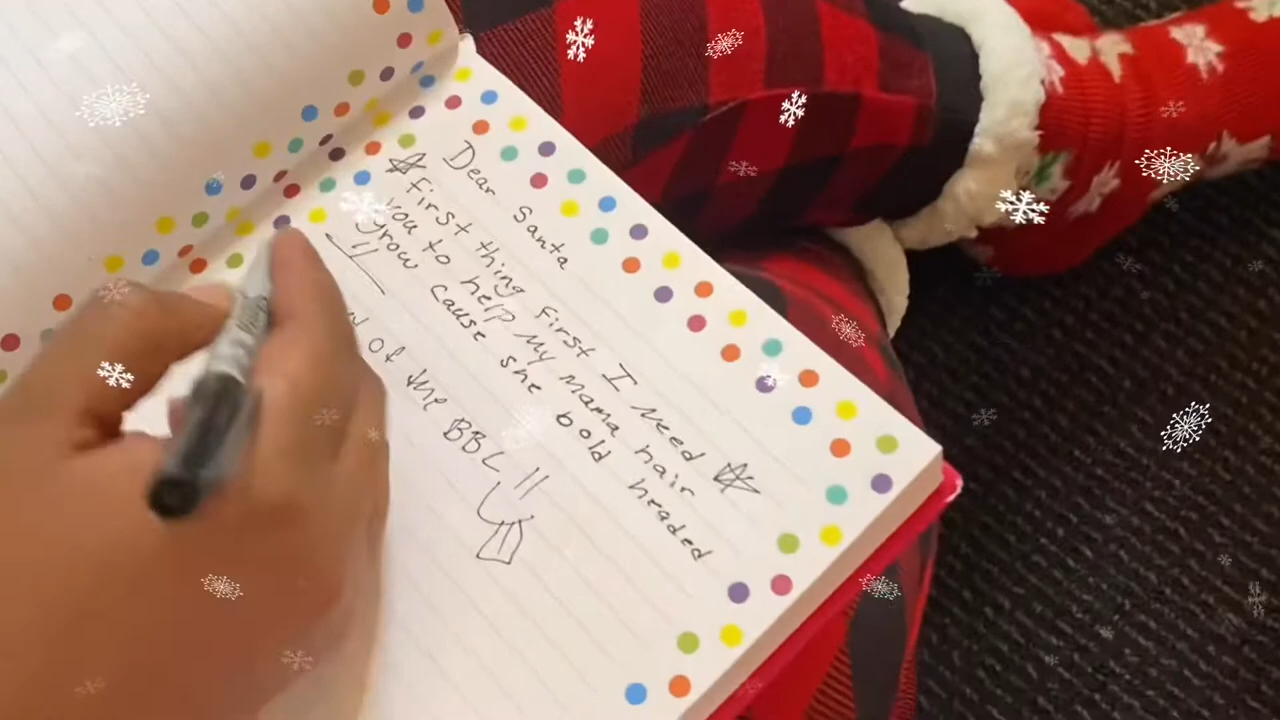 Dear Santa
First thing First I Need
you to help my mama hair
grow cause she bold headed
of the BBL